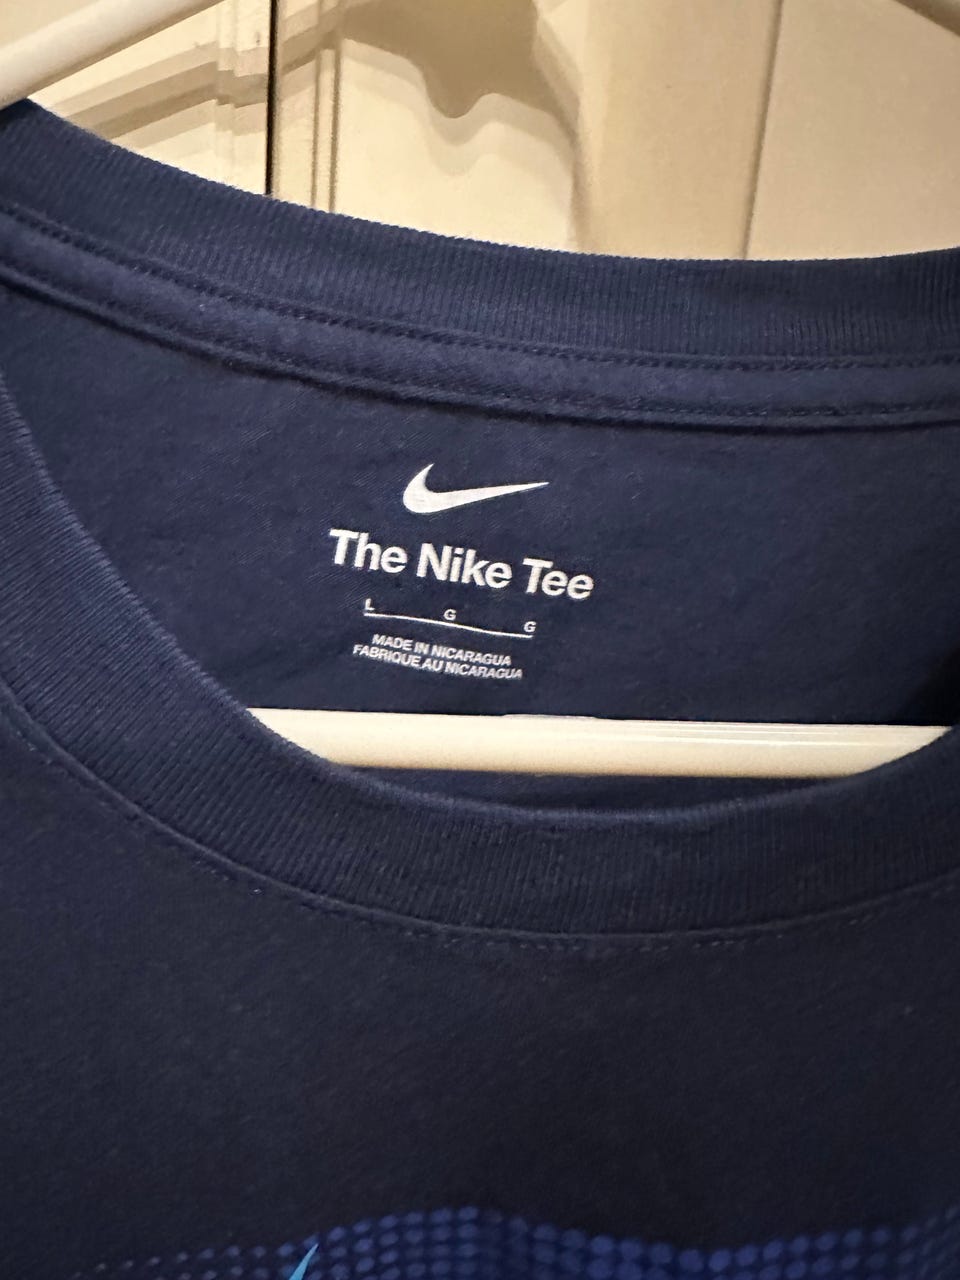 The Nike Tee
L G G
MADE IN NICARAGUA
FABRIQUE AU NICARAGUA